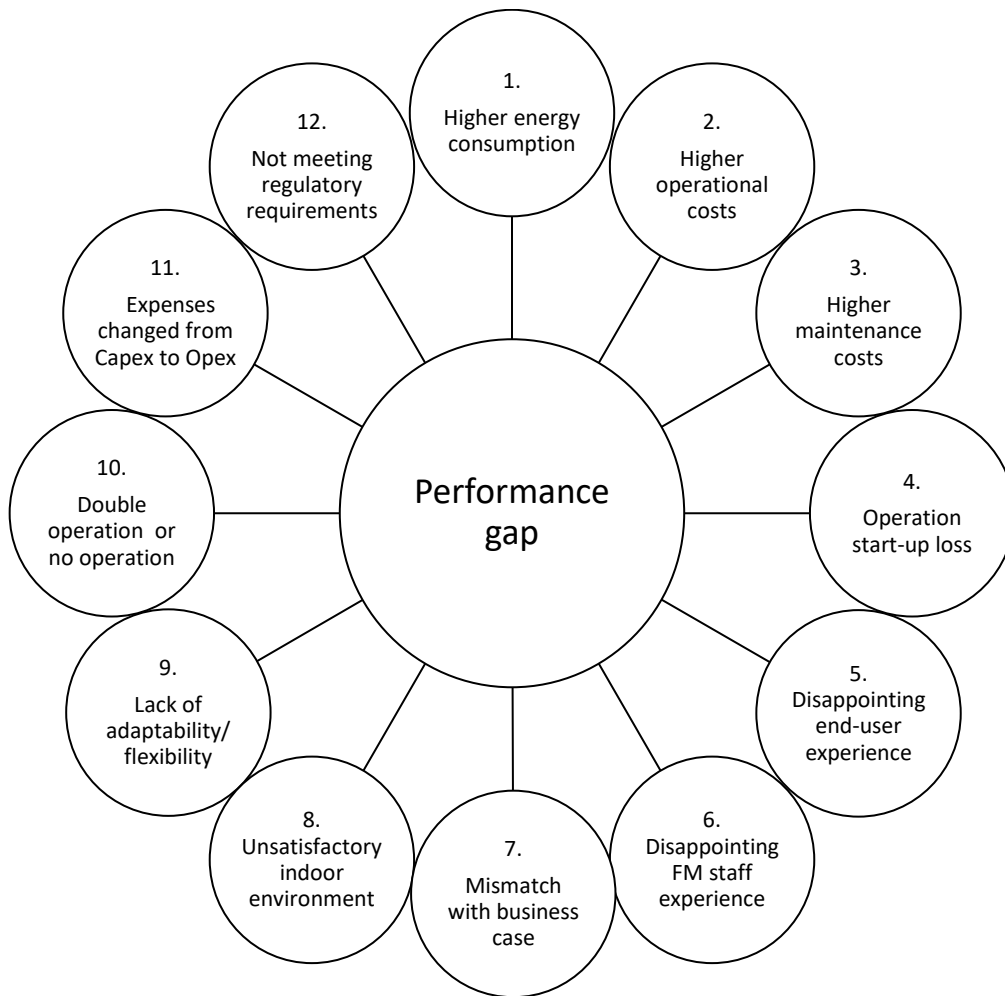 1.
Higher energy
consumption
2.
Higher
operational
costs
3.
Higher
maintenance
costs
4.
Operation
start-up loss
5.
Disappointing
end-user
experience
6.
Disappointing
FM staff
experience
7.
Mismatch
with business
case
8.
Unsatisfactory
indoor
environment
9.
Lack of
adaptability/
flexibility
10.
Double
operation or
no operation
11.
Expenses
changed from
Capex to Opex
12.
Not meeting
regulatory
requirements
Performance
gap